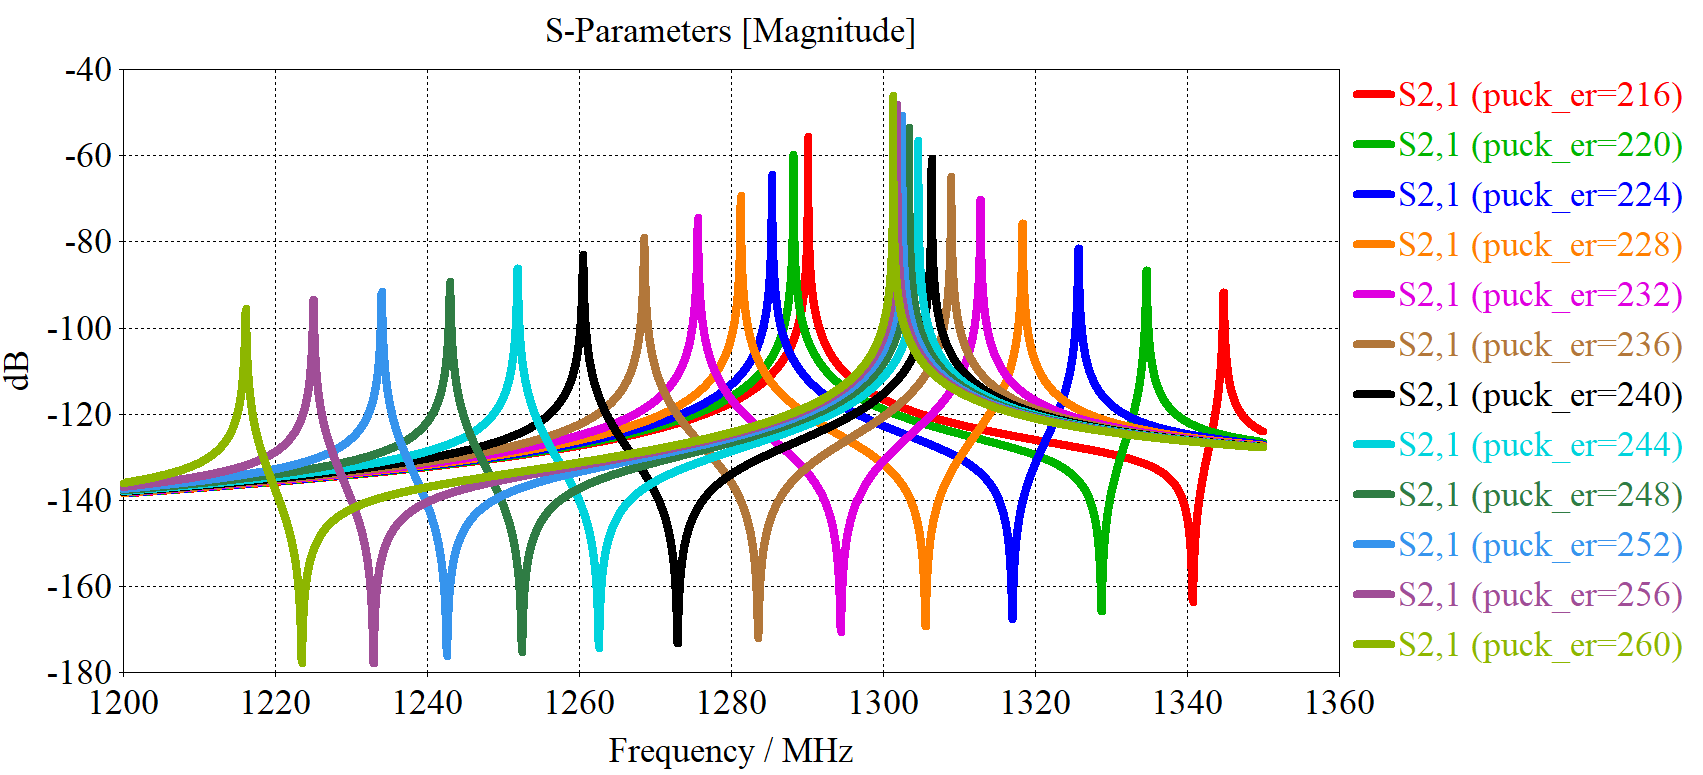 S-Parameters [Magnitude]
-40
-60
-80
-100
-120
-140
-160
-180
dB
1200 1220 1240 1260 1280 1300 1320 1340 1360
Frequency / MHz
S2,1 (puck_er=216)
S2,1 (puck_er=220)
S2,1 (puck_er=224)
S2,1 (puck_er=228)
S2,1 (puck_er=232)
S2,1 (puck_er=236)
S2,1 (puck_er=240)
S2,1 (puck_er=244)
S2,1 (puck_er=248)
S2,1 (puck_er=252)
S2,1 (puck_er=256)
S2,1 (puck_er=260)